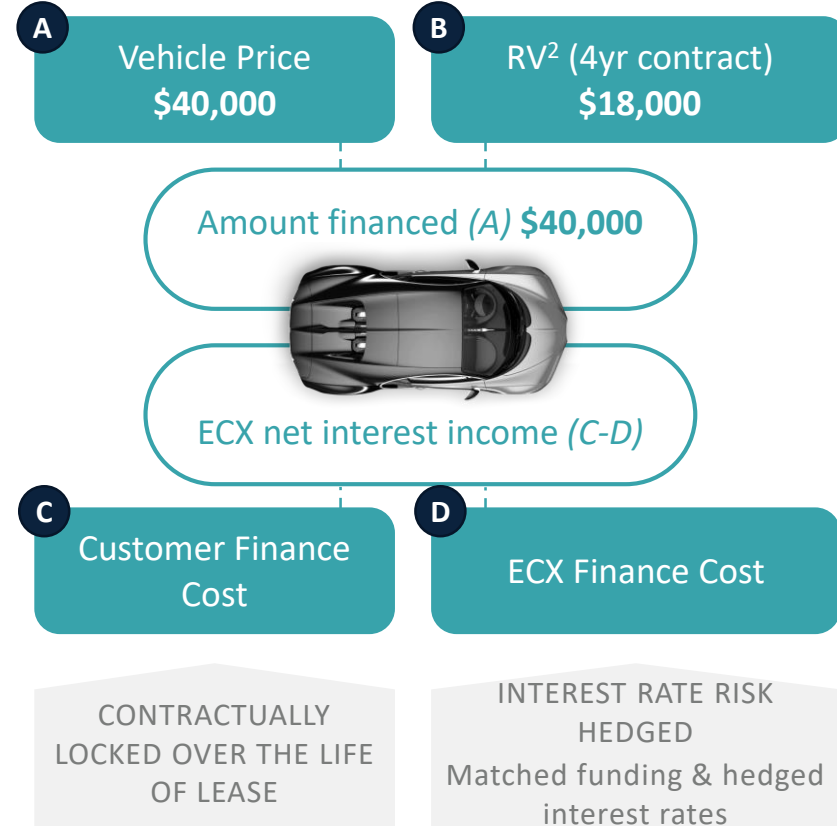 A
Vehicle Price
$40,000
B
RV2 (4yr contract)
$18,000
Amount financed (A) $40,000
ECX net interest income (C-D)
C
Customer Finance
Cost
D
ECX Finance Cost
CONTRACTUALLY
LOCKED OVER THE LIFE
OF LEASE
INTEREST RATE RISK
HEDGED
Matched funding & hedged
interest rates